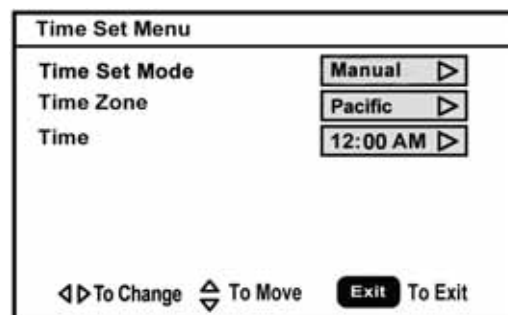 Time Set Menu
Time Set Mode Manual
Time Zone Pacific
Time 12:00 AM
To Change To Move Exit To Exit